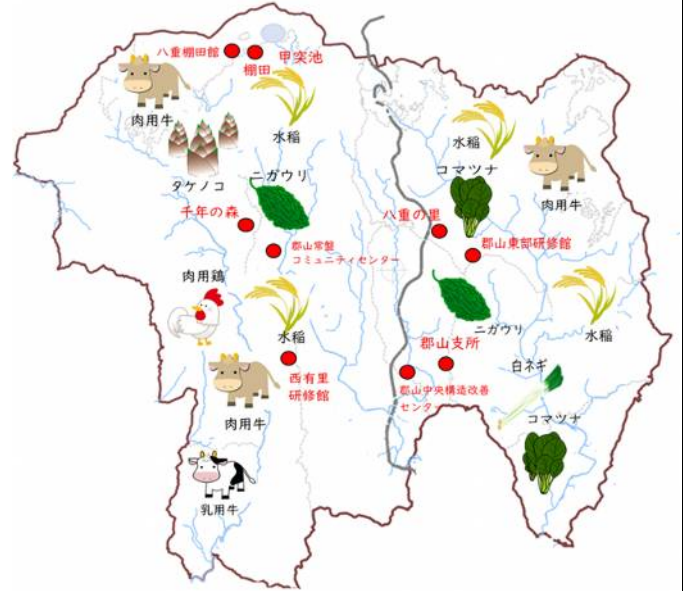 八重棚田館
棚田
甲突池
肉用牛
水稲
タケノコ
ニガウリ
水稲
コマツナ
肉用牛
千年の森
郡山常盤
コミュニティセンター
八重の里
郡山東部研修館
肉用鶏
水稲
ニガウリ
水稲
西有里
研修館
郡山支所
郡山中央構造改善
センター
白ネギ
肉用牛
コマツナ
乳用牛